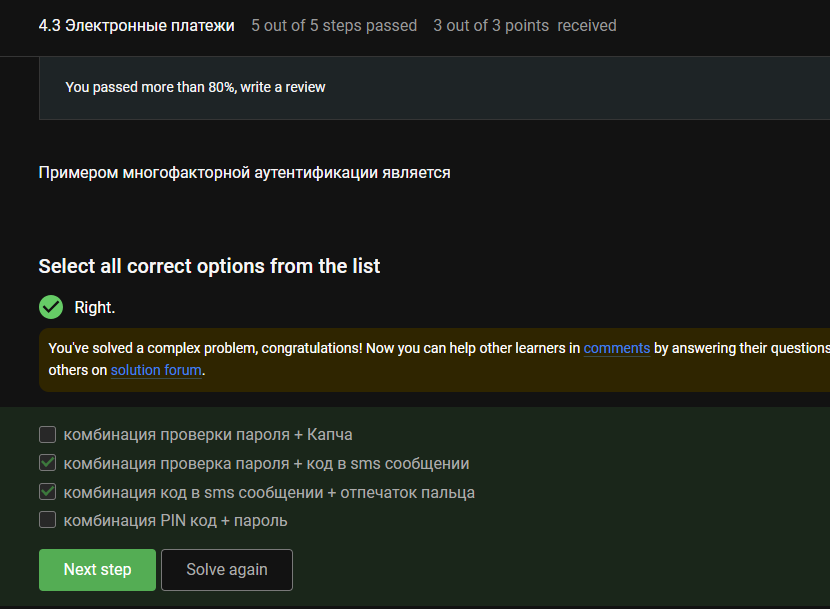 4.3 Электронные платежи 5 out of 5 steps passed 3 out of 3 points received
You passed more than 80%, write a review
Примером многофакторной аутентификации является
Select all correct options from the list
Right.
You've solved a complex problem, congratulations! Now you can help other learners in comments by answering their questions
others on solution forum.
комбинация проверки пароля + Капча
комбинация проверка пароля + код в sms сообщении
комбинация код в sms сообщении + отпечаток пальца
комбинация PIN код + пароль
Next step Solve again